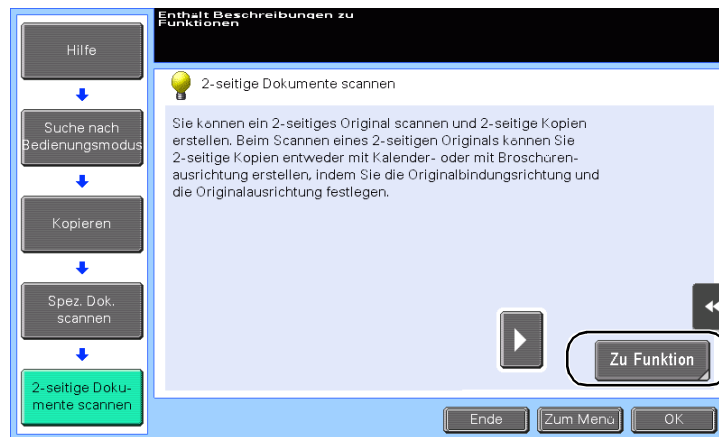 Enthält Beschreibungen zu
Funktionen
Hilfe
Suche nach
Bedienungsmodus
Kopieren
Spez. Dok.
scannen
2-seitige Doku-
mente scannen
2-seitige Dokumente scannen
Sie können ein 2-seitiges Original scannen und 2-seitige Kopien
erstellen. Beim Scannen eines 2-seitigen Originals können Sie
2-seitige Kopien entweder mit Kalender- oder mit Broschüren-
ausrichtung erstellen, indem Sie die Originalbindungsrichtung und
die Originalausrichtung festlegen.
Zu Funktion
Ende
Zum Menü
OK